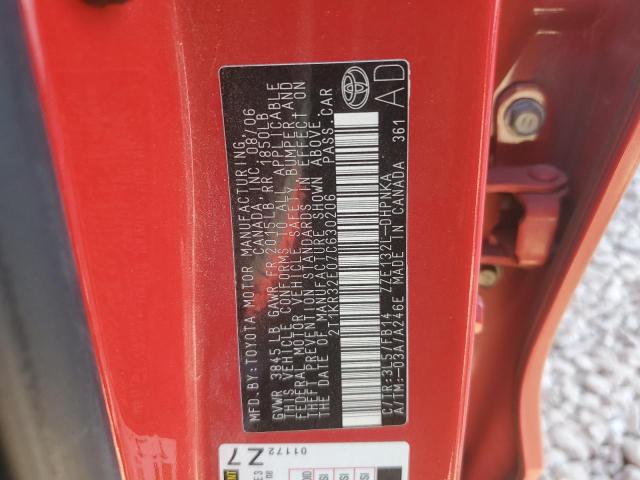 MFD.BY:TOYOTA MOTOR MANUFACTURING,
CANADA, INC. 08/06
GVWR 3845 LB GAWR FR 2015 LB RR 1850LB
THIS VEHICLE CONFORMS TO ALL APPLICABLE
FEDERAL MOTOR VEHICLE SAFETY, BUMPER AND
THEFT PREVENTION STANDARDS IN EFFECT ON
THE DATE OF MANUFACTURE SHOWN ABOVE.
2T1KR32E07C630206 PASS.CAR
C/TR:3L5/FB14 ZZE132L-DHPNKA
A/TM:-03A/A246E MADE IN CANADA 361
AD
01172
Z7